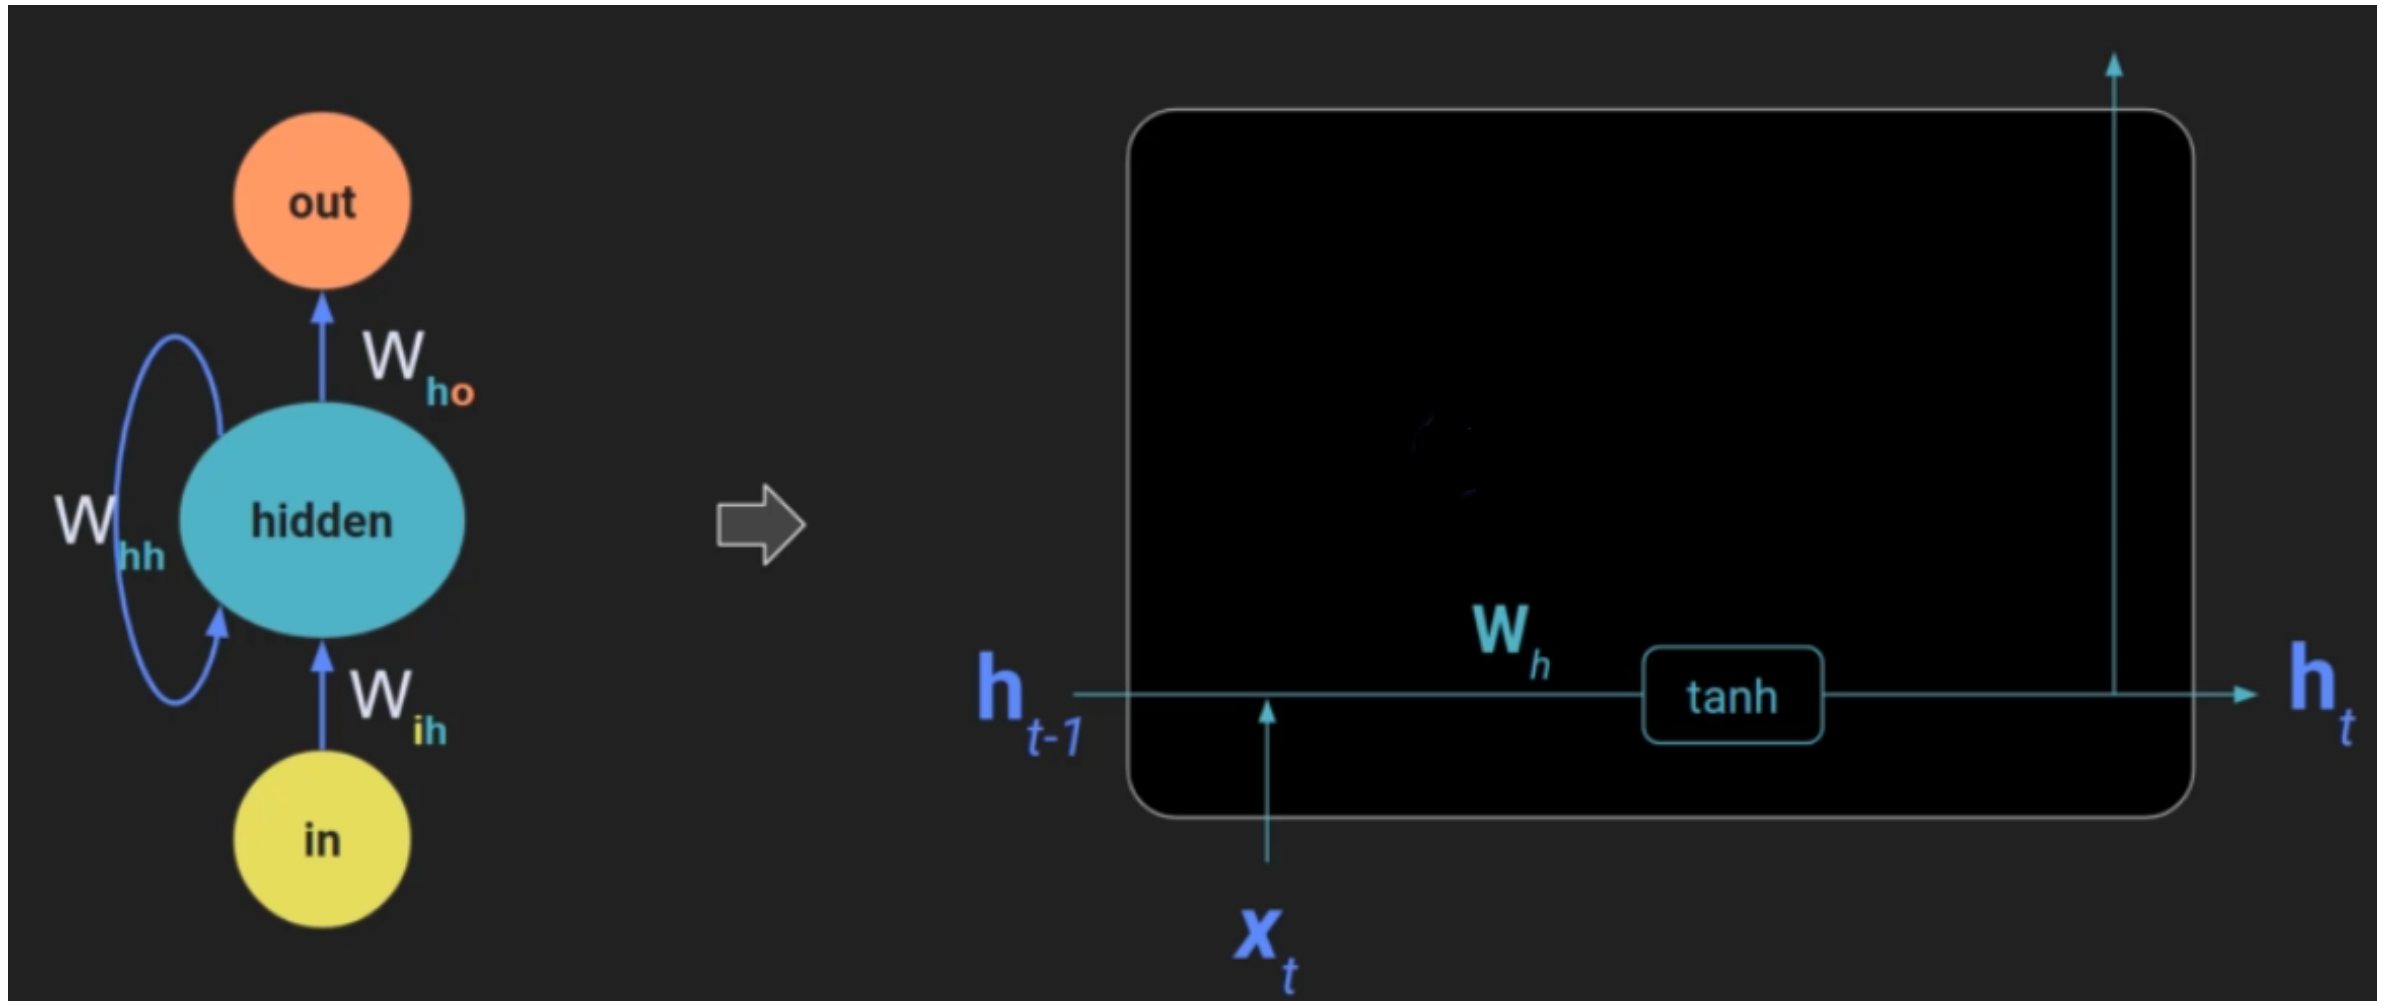 out
W ho
hidden
W hh
W ih
in
W h
tanh
h t-1
h t
x t